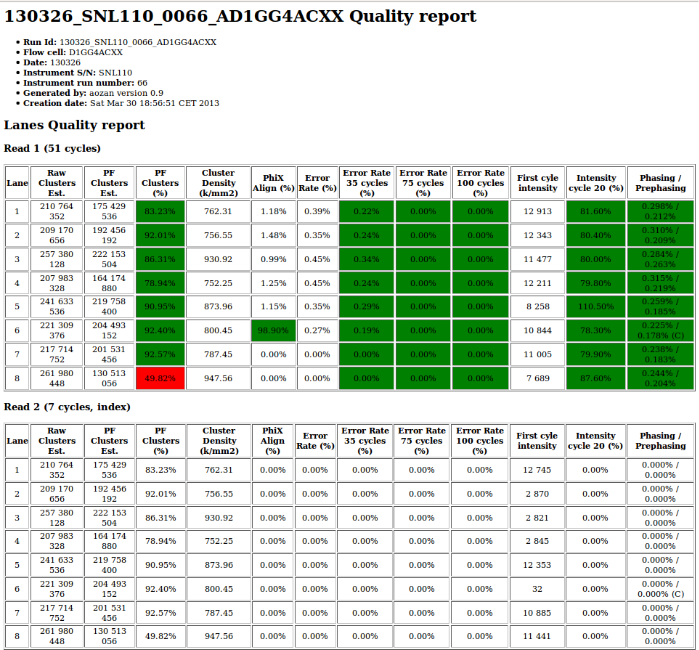 130326_SNL110_0066_AD1GG4ACXX Quality report
Run Id: 130326_SNL110_0066_AD1GG4ACXX
Flow cell: D1GG4ACXX
Date: 130326
Instrument S/N: SNL110
Instrument run number: 66
Generated by: aozan version 0.9
Creation date: Sat Mar 30 18:56:51 CET 2013
Lanes Quality report
Read 1 (51 cycles)
Lane Raw Clusters Est. PF Clusters Est. PF Clusters (%) Cluster Density (k/mm2) PhiX Align (%) Error Rate (%) Error Rate 35 cycles (%) Error Rate 75 cycles (%) Error Rate 100 cycles (%) First cyle intensity Intensity cycle 20 (%) Phasing / Prephasing
1 210 764 352 175 429 536 83.23% 762.31 1.18% 0.39% 0.22% 0.00% 0.00% 12 913 81.60% 0.298% / 0.212%
2 209 170 656 192 456 192 92.01% 756.55 1.48% 0.35% 0.24% 0.00% 0.00% 12 343 80.40% 0.310% / 0.209%
3 257 380 128 222 153 504 86.31% 930.92 0.99% 0.45% 0.34% 0.00% 0.00% 11 477 80.00% 0.284% / 0.263%
4 207 983 328 164 174 880 78.94% 752.25 1.25% 0.45% 0.24% 0.00% 0.00% 12 211 79.80% 0.315% / 0.219%
5 241 633 536 219 758 400 90.95% 873.96 1.15% 0.35% 0.29% 0.00% 0.00% 8 258 110.50% 0.259% / 0.185%
6 221 309 376 204 493 152 92.40% 800.45 98.90% 0.27% 0.19% 0.00% 0.00% 10 844 78.30% 0.225% / 0.178% (C)
7 217 714 752 201 531 456 92.57% 787.45 0.00% 0.00% 0.00% 0.00% 0.00% 11 005 79.90% 0.238% / 0.183%
8 261 980 448 130 513 056 49.82% 947.56 0.00% 0.00% 0.00% 0.00% 0.00% 7 689 87.60% 0.244% / 0.204%
Read 2 (7 cycles, index)
Lane Raw Clusters Est. PF Clusters Est. PF Clusters (%) Cluster Density (k/mm2) PhiX Align (%) Error Rate (%) Error Rate 35 cycles (%) Error Rate 75 cycles (%) Error Rate 100 cycles (%) First cyle intensity Intensity cycle 20 (%) Phasing / Prephasing
1 210 764 352 175 429 536 83.23% 762.31 0.00% 0.00% 0.00% 0.00% 0.00% 12 745 0.00% 0.000% / 0.000%
2 209 170 656 192 456 192 92.01% 756.55 0.00% 0.00% 0.00% 0.00% 0.00% 2 870 0.00% 0.000% / 0.000%
3 257 380 128 222 153 504 86.31% 930.92 0.00% 0.00% 0.00% 0.00% 0.00% 2 821 0.00% 0.000% / 0.000%
4 207 983 328 164 174 880 78.94% 752.25 0.00% 0.00% 0.00% 0.00% 0.00% 2 845 0.00% 0.000% / 0.000%
5 241 633 536 219 758 400 90.95% 873.96 0.00% 0.00% 0.00% 0.00% 0.00% 12 353 0.00% 0.000% / 0.000%
6 221 309 376 204 493 152 92.40% 800.45 0.00% 0.00% 0.00% 0.00% 0.00% 32 0.00% 0.000% / 0.000% (C)
7 217 714 752 201 531 456 92.57% 787.45 0.00% 0.00% 0.00% 0.00% 0.00% 10 885 0.00% 0.000% / 0.000%
8 261 980 448 130 513 056 49.82% 947.56 0.00% 0.00% 0.00% 0.00% 0.00% 11 441 0.00% 0.000% / 0.000%